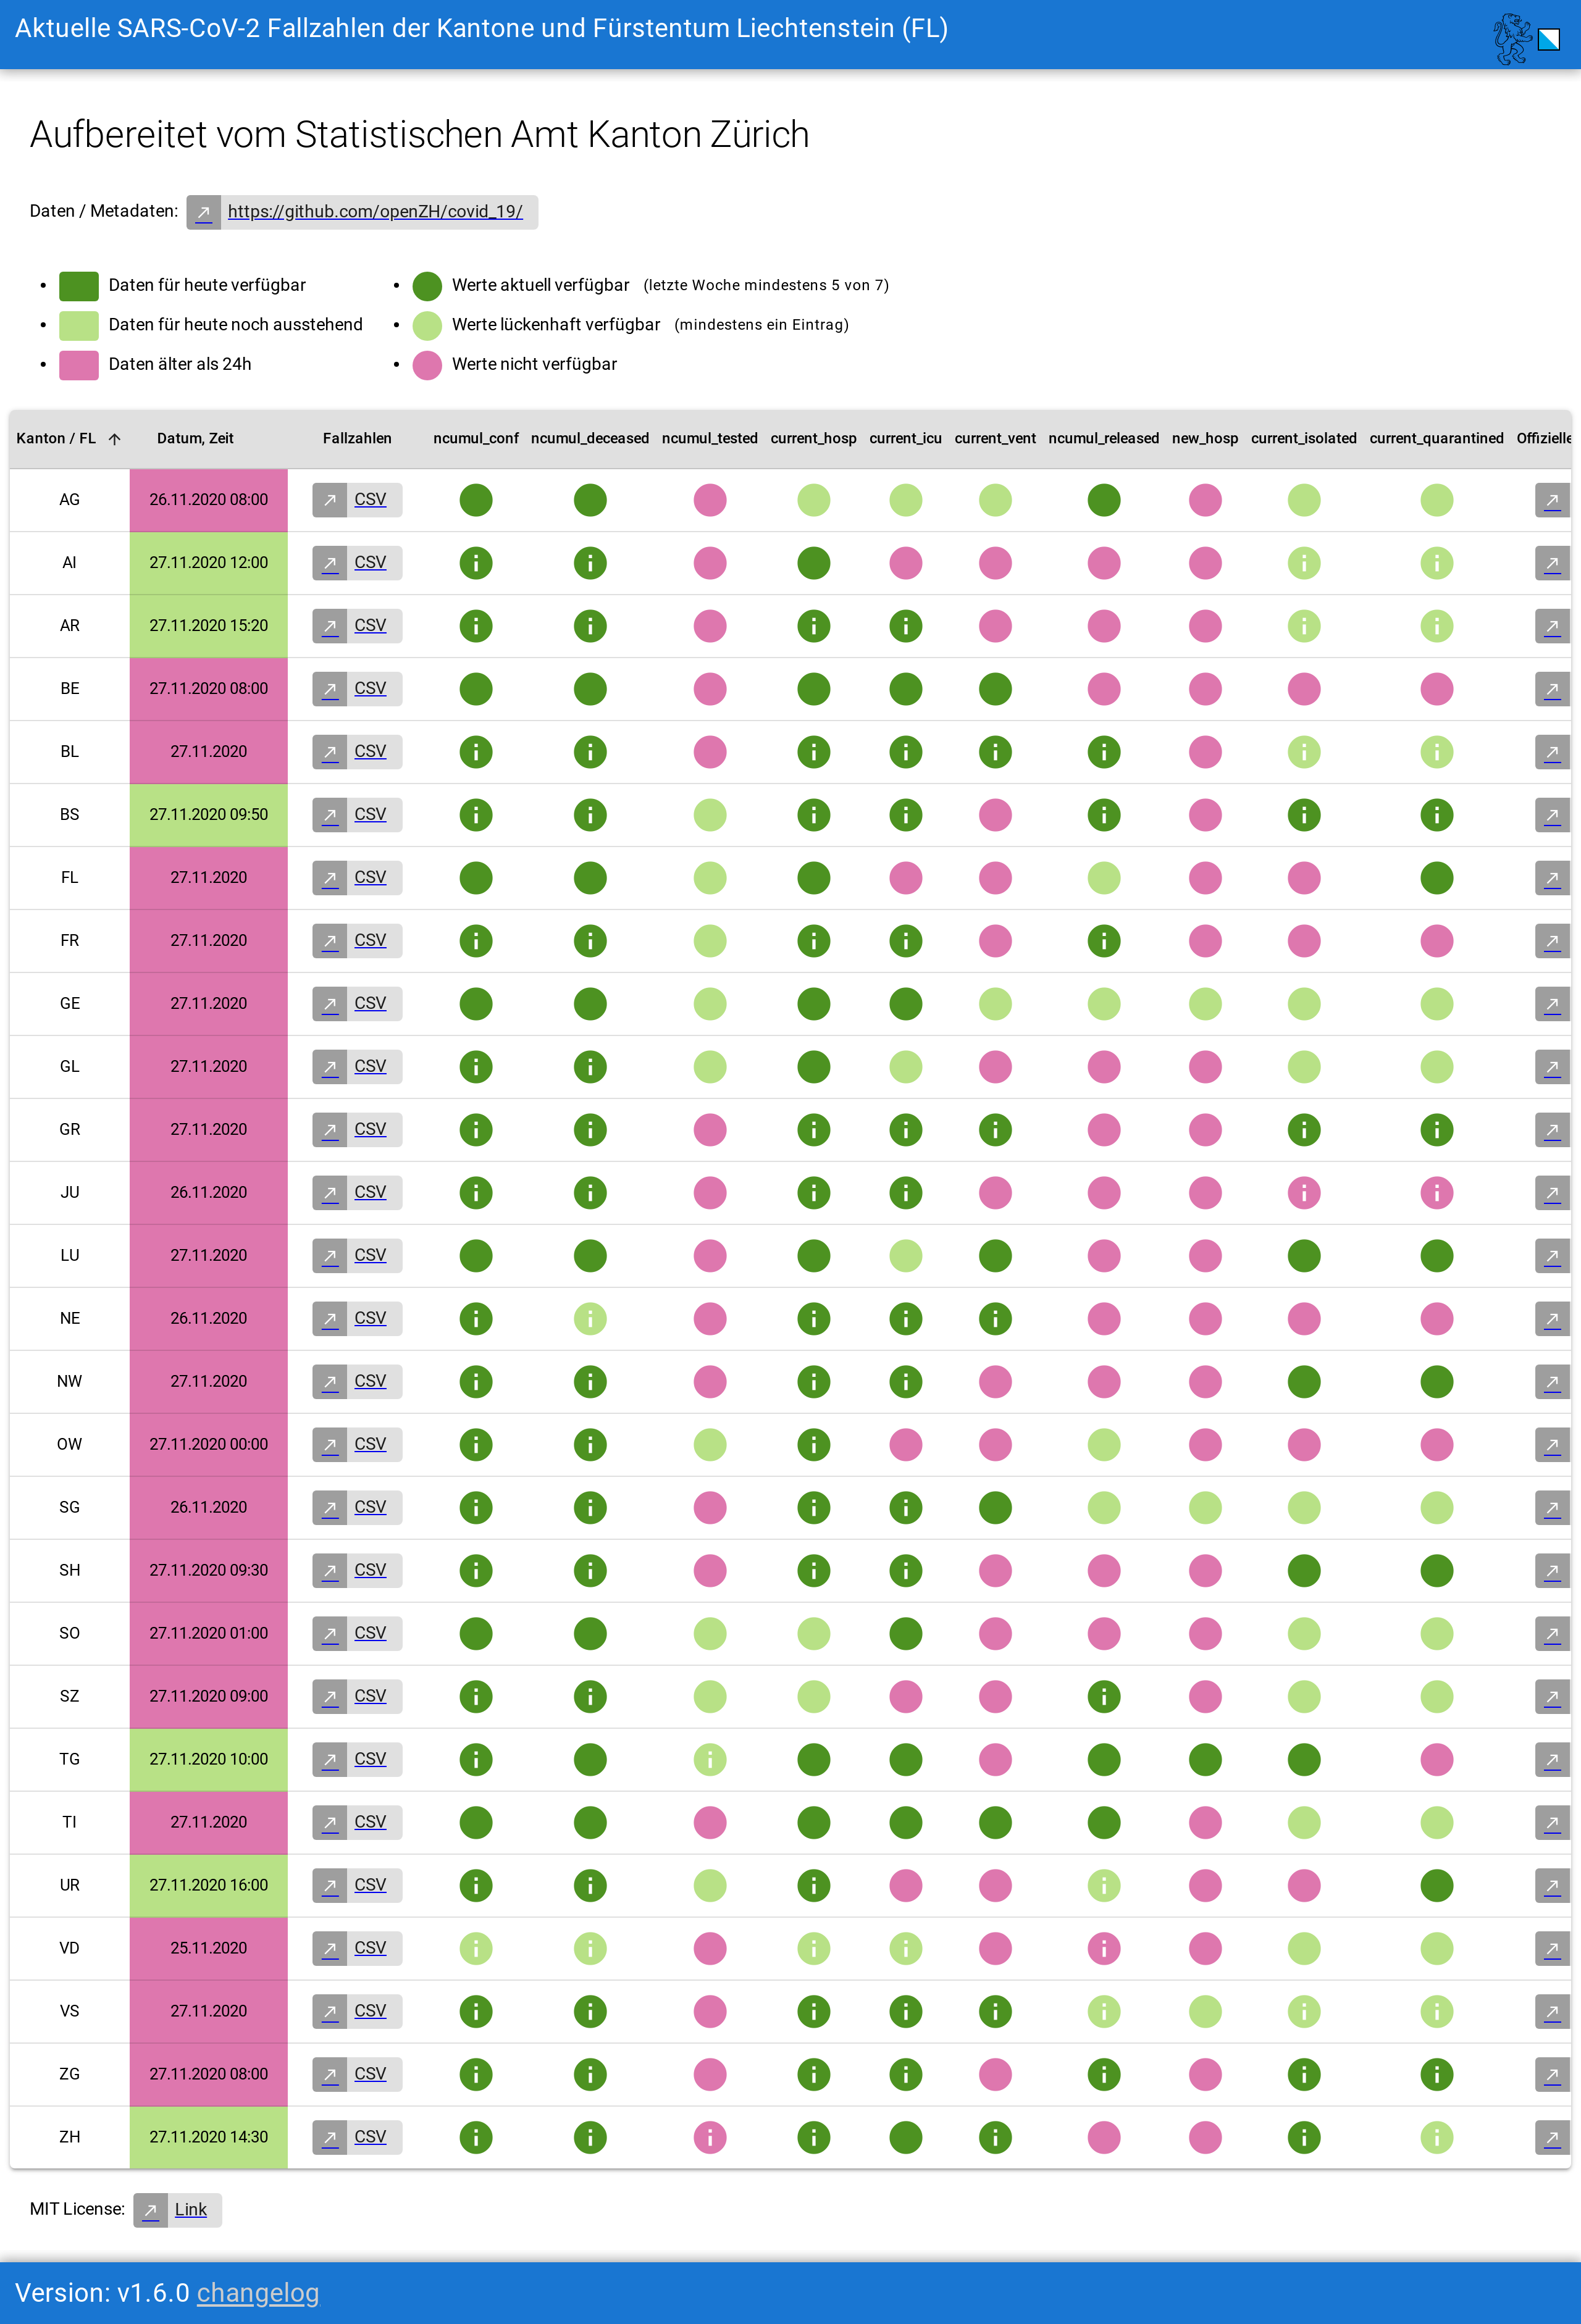 Aktuelle SARS-CoV-2 Fallzahlen der Kantone und Fürstentum Liechtenstein (FL)
Aufbereitet vom Statistischen Amt Kanton Zürich
Daten / Metadaten: https://github.com/openZH/covid_19/
Daten für heute verfügbar
Daten für heute noch ausstehend
Daten älter als 24h
Werte aktuell verfügbar (letzte Woche mindestens 5 von 7)
Werte lückenhaft verfügbar (mindestens ein Eintrag)
Werte nicht verfügbar
Kanton / FL Datum, Zeit Fallzahlen ncumul_conf ncumul_deceased ncumul_tested current_hosp current_icu current_vent ncumul_released new_hosp current_isolated current_quarantined Offizielle
AG 26.11.2020 08:00 CSV
AI 27.11.2020 12:00 CSV
AR 27.11.2020 15:20 CSV
BE 27.11.2020 08:00 CSV
BL 27.11.2020 CSV
BS 27.11.2020 09:50 CSV
FL 27.11.2020 CSV
FR 27.11.2020 CSV
GE 27.11.2020 CSV
GL 27.11.2020 CSV
GR 27.11.2020 CSV
JU 26.11.2020 CSV
LU 27.11.2020 CSV
NE 26.11.2020 CSV
NW 27.11.2020 CSV
OW 27.11.2020 00:00 CSV
SG 26.11.2020 CSV
SH 27.11.2020 09:30 CSV
SO 27.11.2020 01:00 CSV
SZ 27.11.2020 09:00 CSV
TG 27.11.2020 10:00 CSV
TI 27.11.2020 CSV
UR 27.11.2020 16:00 CSV
VD 25.11.2020 CSV
VS 27.11.2020 CSV
ZG 27.11.2020 08:00 CSV
ZH 27.11.2020 14:30 CSV
MIT License: Link
Version: v1.6.0 changelog